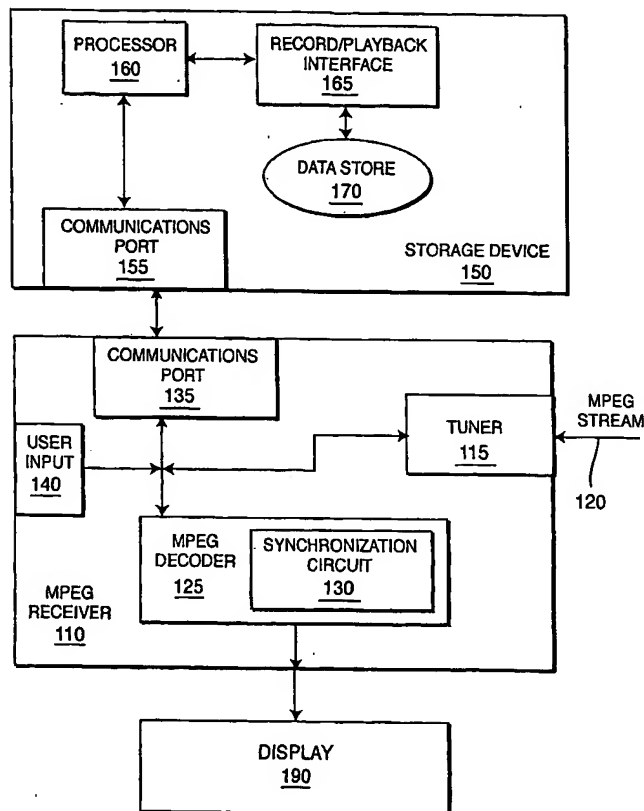 PROCESSOR
160
RECORD/PLAYBACK
INTERFACE
165
DATA STORE
170
COMMUNICATIONS
PORT
155
STORAGE DEVICE
150
COMMUNICATIONS
PORT
135
USER
INPUT
140
TUNER
115
MPEG
STREAM
120
MPEG
DECODER
125
SYNCHRONIZATION
CIRCUIT
130
MPEG
RECEIVER
110
DISPLAY
190